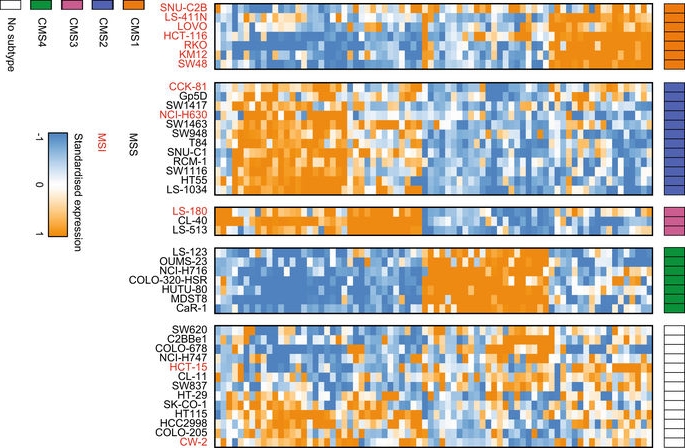 No subtype
CMS4
CMS3
CMS2
CMS1
-1
0
1
Standardised expression
MSI
MSS
SNU-C2B
LS-411N
LOVO
HCT-116
RKO
KM12
SW48
CCK-81
Gp5D
SW1417
NCI-H630
SW1463
SW948
T84
SNU-C1
RCM-1
SW1116
HT55
LS-1034
LS-180
CL-40
LS-513
LS-123
OUMS-23
NCI-H716
COLO-320-HSR
HUTU-80
MDST8
CaR-1
SW620
C2BBe1
COLO-678
NCI-H747
HCT-15
CL-11
SW837
HT-29
SK-CO-1
HT115
HCC2998
COLO-205
CW-2